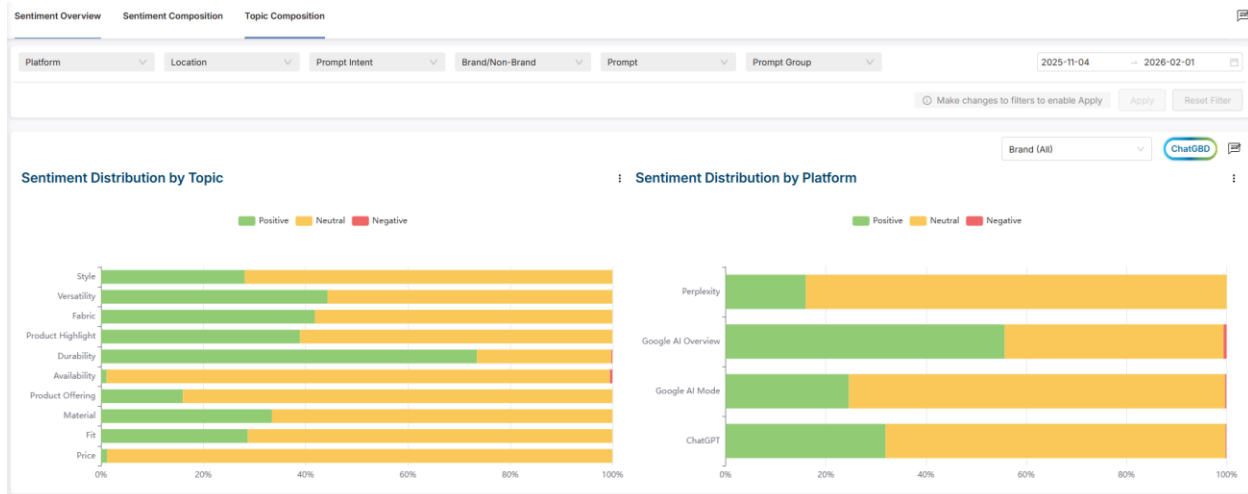 Sentiment Overview Sentiment Composition Topic Composition
Platform Location Prompt Intent Brand/Non-Brand Prompt Prompt Group 2025-11-04 → 2026-02-01
Make changes to filters to enable Apply Apply Reset Filter
Brand (All) ChatGBD
Sentiment Distribution by Topic
Positive Neutral Negative
Style
Versatility
Fabric
Product Highlight
Durability
Availability
Product Offering
Material
Fit
Price
0% 20% 40% 60% 80% 100%
Sentiment Distribution by Platform
Positive Neutral Negative
Perplexity
Google AI Overview
Google AI Mode
ChatGPT
0% 20% 40% 60% 80% 100%